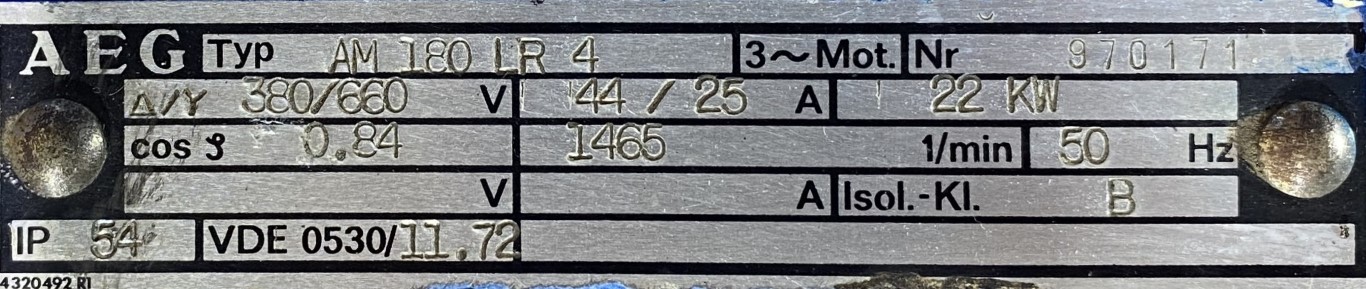 AEG Typ AM 180 LR 4 3~Mot. Nr 970171
Δ/Y 380/660 V 44 / 25 A 22 KW
cos φ 0.84 1465 1/min 50 Hz
V A Isol.-Kl. B
IP 54 VDE 0530/11.72
4320492 RI